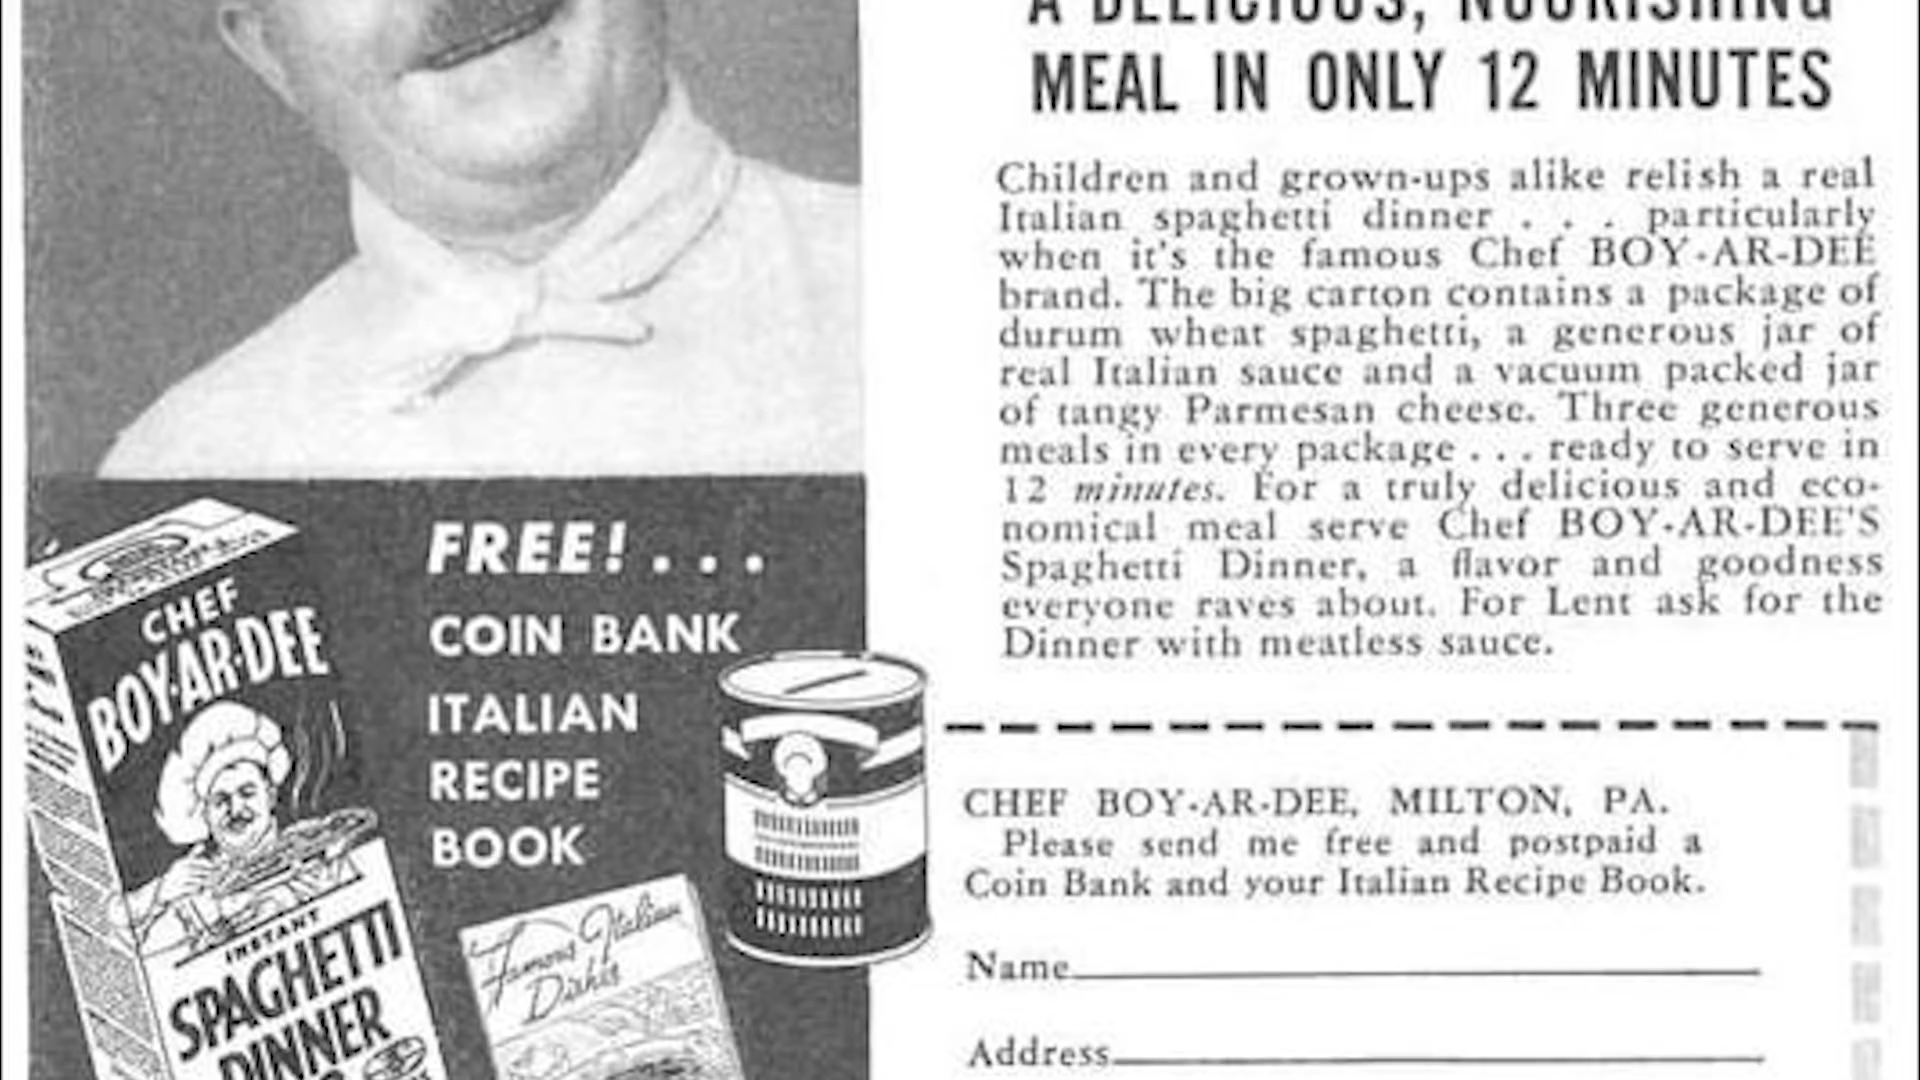 A DELICIOUS, NOURISHING
MEAL IN ONLY 12 MINUTES
Children and grown-ups alike relish a real
Italian spaghetti dinner . . . particularly
when it's the famous Chef BOY-AR-DEE
brand. The big carton contains a package of
durum wheat spaghetti, a generous jar of
real Italian sauce and a vacuum packed jar
of tangy Parmesan cheese. Three generous
meals in every package . . . ready to serve in
12 minutes. For a truly delicious and eco-
nomical meal serve Chef BOY-AR-DEE'S
Spaghetti Dinner, a flavor and goodness
everyone raves about. For Lent ask for the
Dinner with meatless sauce.
FREE! . . .
COIN BANK
ITALIAN
RECIPE
BOOK
CHEF
BOY-AR-DEE
INSTANT
SPAGHETTI
DINNER
Famous Italian
Dishes
CHEF BOY-AR-DEE, MILTON, PA.
Please send me free and postpaid a
Coin Bank and your Italian Recipe Book.
Name
Address